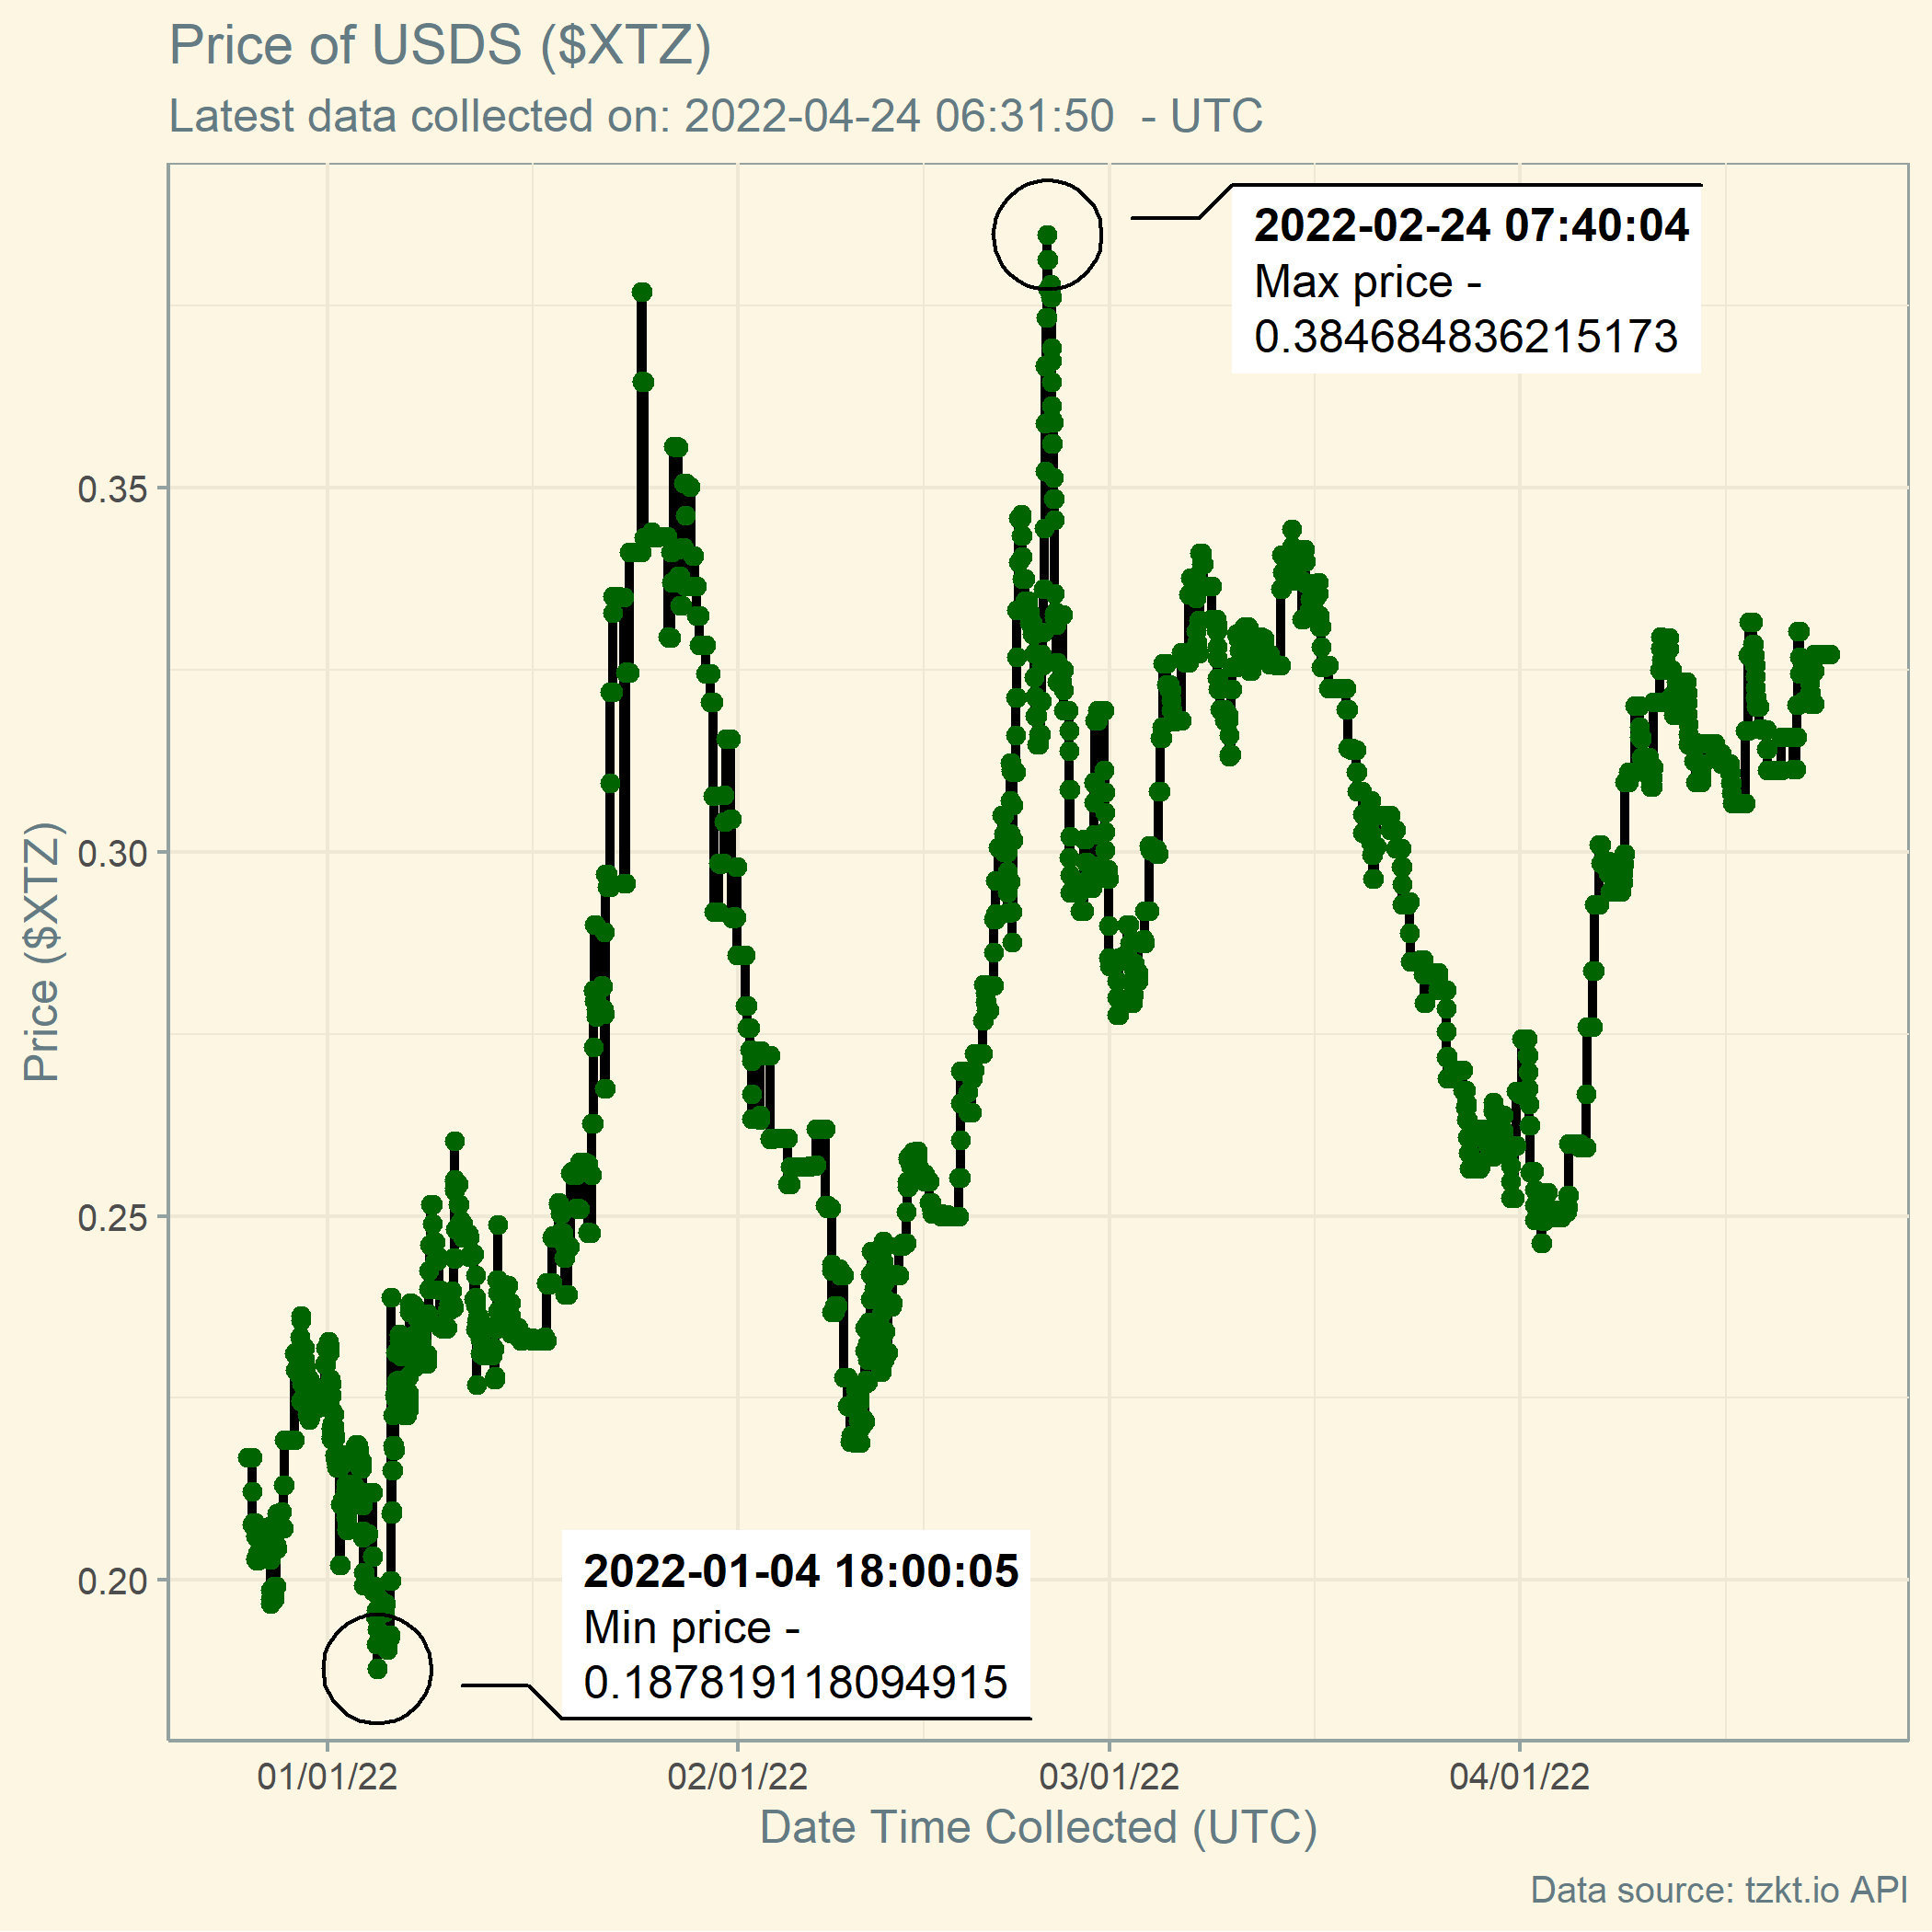 Price of USDS ($XTZ)
Latest data collected on: 2022-04-24 06:31:50  - UTC
2022-02-24 07:40:04
Max price -
0.384684836215173
0.35
0.30
0.25
0.20
Price ($XTZ)
2022-01-04 18:00:05
Min price -
0.187819118094915
01/01/22
02/01/22
03/01/22
04/01/22
Date Time Collected (UTC)
Data source: tzkt.io API